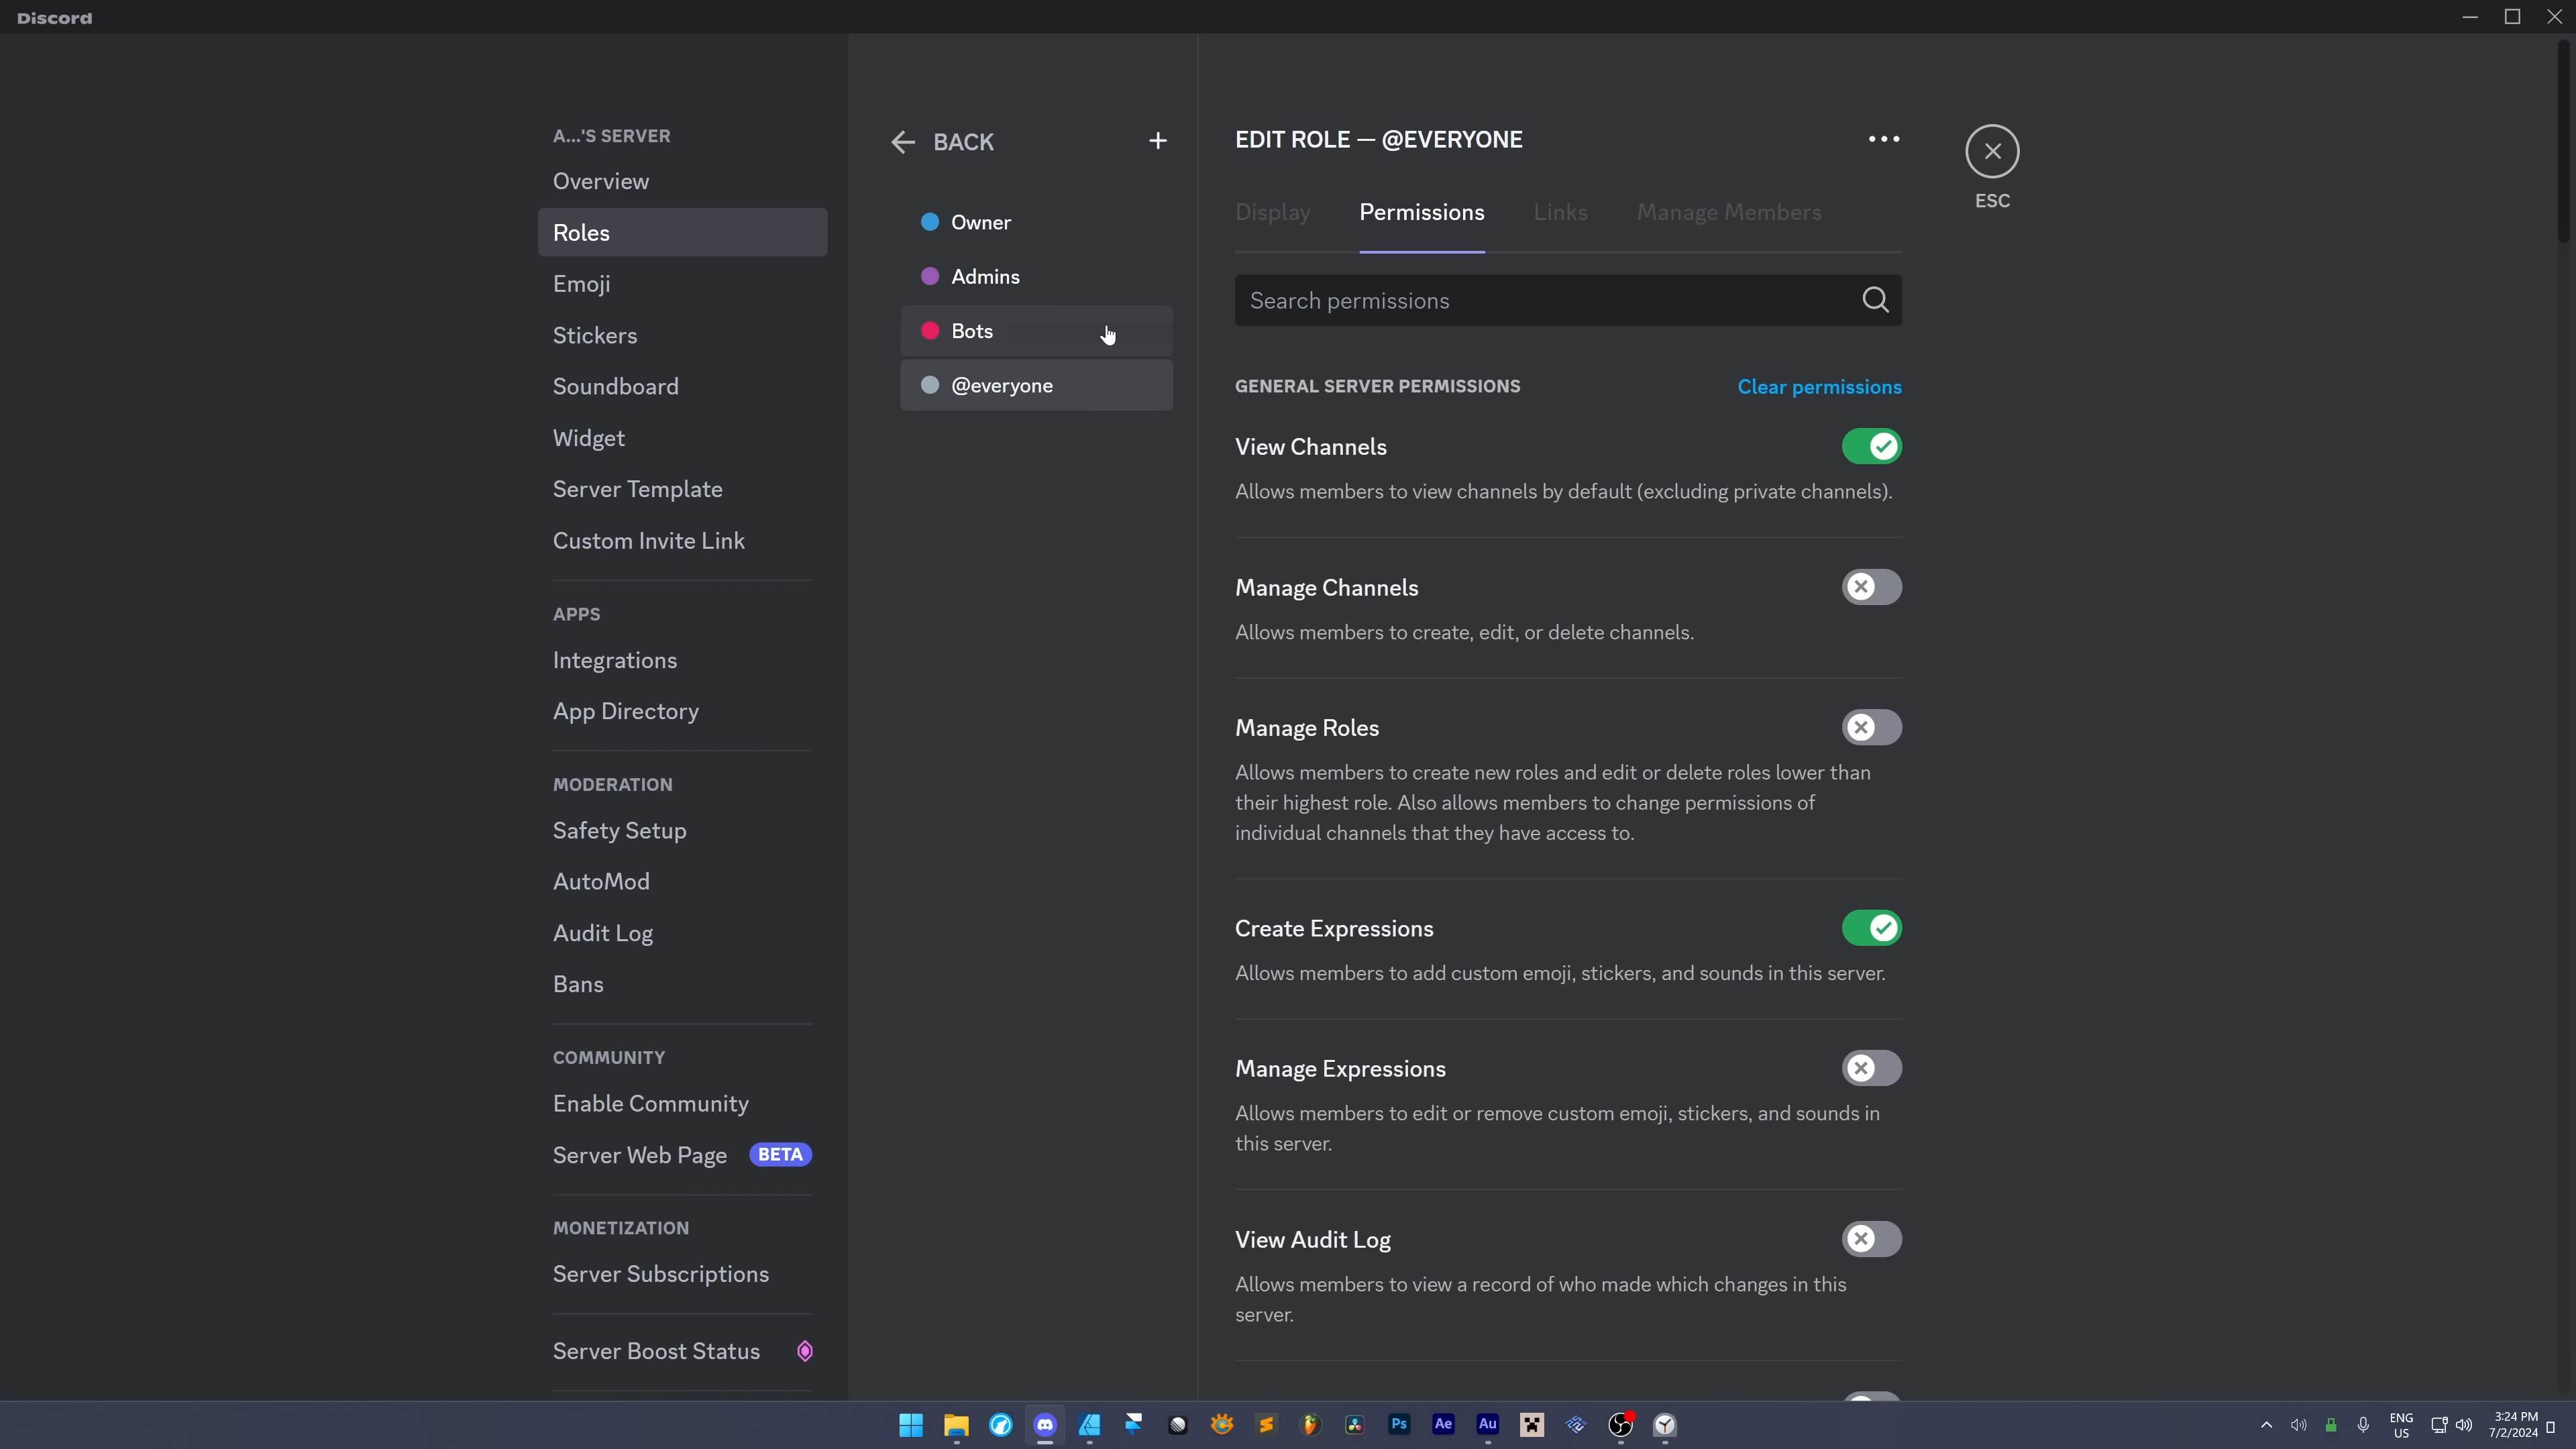 Discord
A...'S SERVER
Overview
Roles
Emoji
Stickers
Soundboard
Widget
Server Template
Custom Invite Link
APPS
Integrations
App Directory
MODERATION
Safety Setup
AutoMod
Audit Log
Bans
COMMUNITY
Enable Community
Server Web Page BETA
MONETIZATION
Server Subscriptions
Server Boost Status
BACK
Owner
Admins
Bots
@everyone
EDIT ROLE — @EVERYONE
ESC
Display Permissions Links Manage Members
Search permissions
GENERAL SERVER PERMISSIONS Clear permissions
View Channels
Allows members to view channels by default (excluding private channels).
Manage Channels
Allows members to create, edit, or delete channels.
Manage Roles
Allows members to create new roles and edit or delete roles lower than
their highest role. Also allows members to change permissions of
individual channels that they have access to.
Create Expressions
Allows members to add custom emoji, stickers, and sounds in this server.
Manage Expressions
Allows members to edit or remove custom emoji, stickers, and sounds in
this server.
View Audit Log
Allows members to view a record of who made which changes in this
server.
Ps Ae Au
ENG
US
3:24 PM
7/2/2024